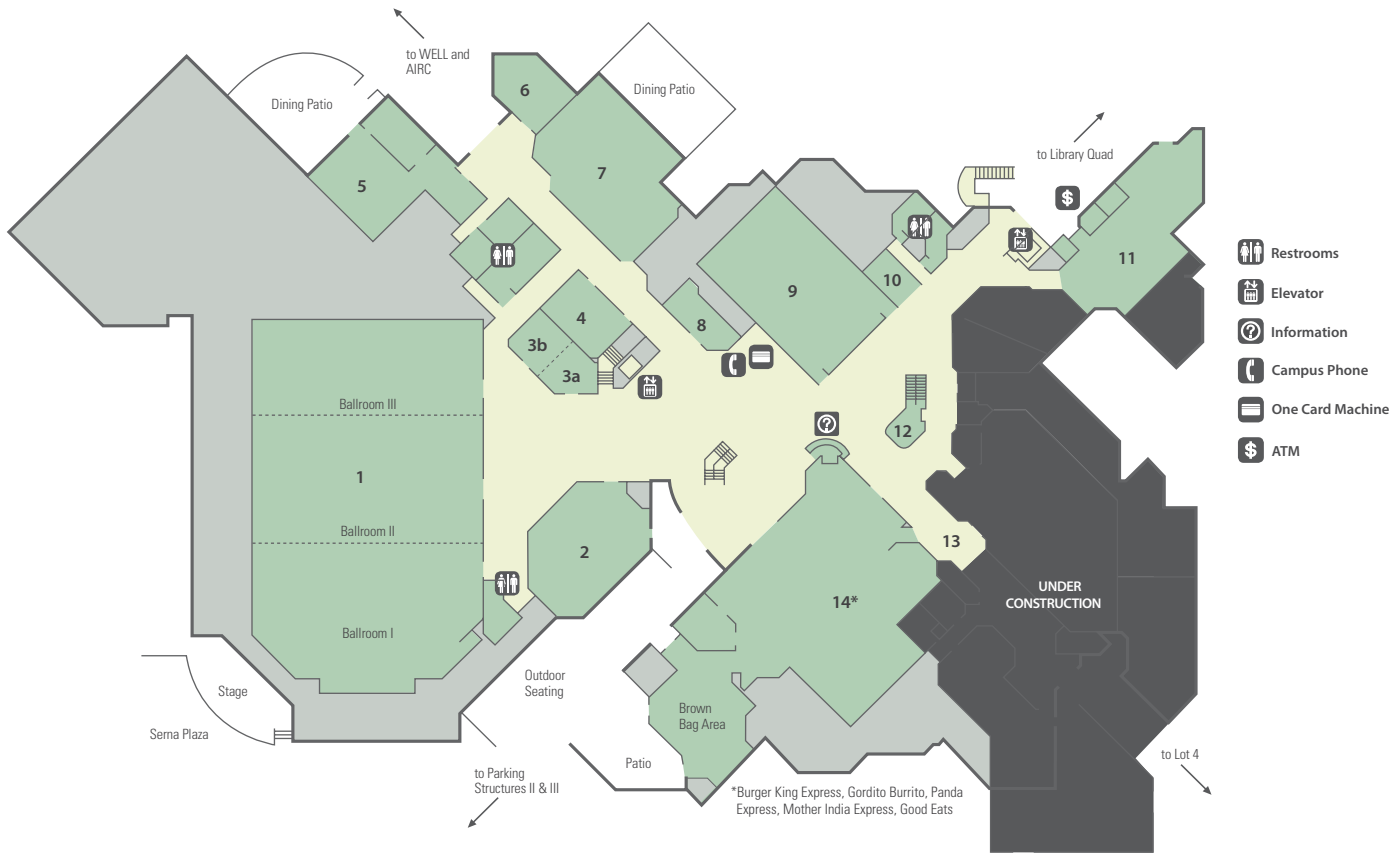 to WELL and
AIRC
Dining Patio
6
Dining Patio
7
5
to Library Quad
11
10
9
8
4
3b
3a
Restrooms
Elevator
Information
Campus Phone
One Card Machine
ATM
Ballroom III
1
Ballroom II
Ballroom I
12
2
13
14*
UNDER
CONSTRUCTION
Stage
Serna Plaza
Outdoor
Seating
Brown
Bag Area
Patio
to Parking
Structures II & III
to Lot 4
*Burger King Express, Gordito Burrito, Panda
Express, Mother India Express, Good Eats